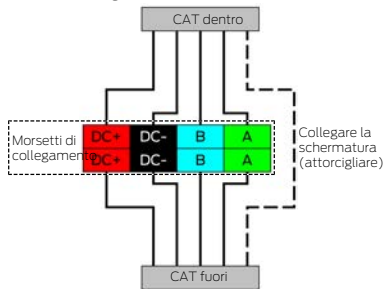 CAT dentro
Morsetti di
collegamento
DC+ DC- B A
DC+ DC- B A
Collegare la
schermatura
(attorcigliare)
CAT fuori